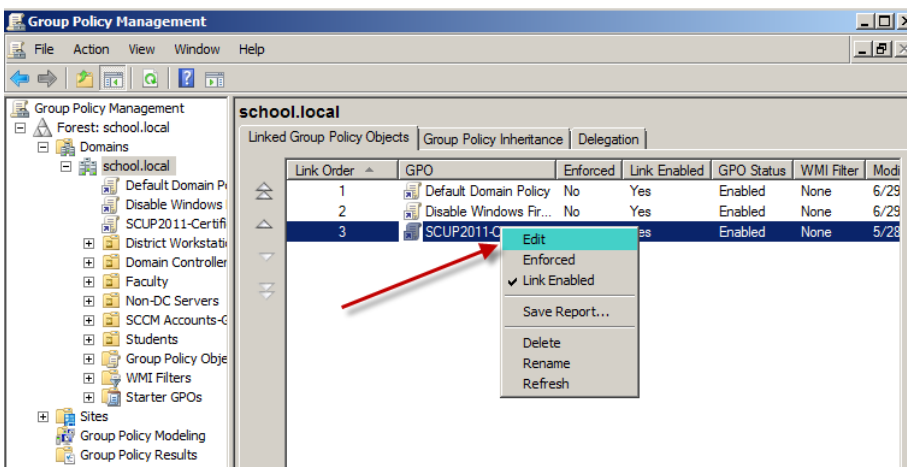 Group Policy Management
File Action View Window Help
Group Policy Management
Forest: school.local
Domains
school.local
Default Domain P
Disable Windows
SCUP2011-Certifi
District Workstati
Domain Controller
Faculty
Non-DC Servers
SCCM Accounts-G
Students
Group Policy Obje
WMI Filters
Starter GPOs
Sites
Group Policy Modeling
Group Policy Results
school.local
Linked Group Policy Objects Group Policy Inheritance Delegation
Link Order GPO Enforced Link Enabled GPO Status WMI Filter Modi
1 Default Domain Policy No Yes Enabled None 6/29
2 Disable Windows Fir... No Yes Enabled None 6/29
3 SCUP2011-C es Enabled None 5/28
Edit
Enforced
Link Enabled
Save Report...
Delete
Rename
Refresh